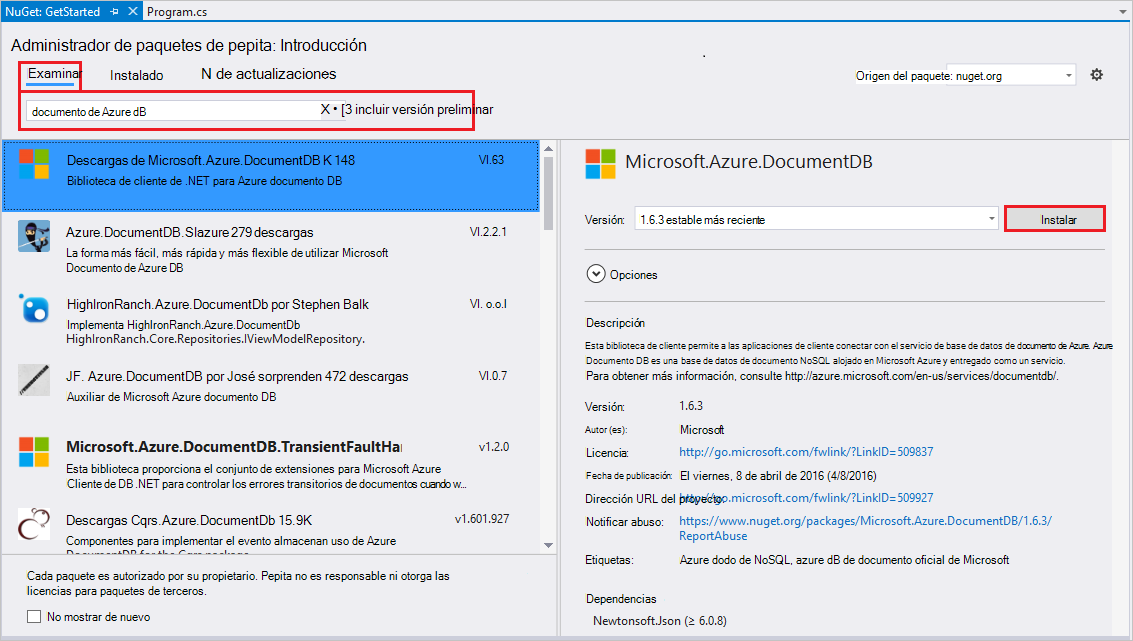 NuGet: GetStarted
Program.cs
Administrador de paquetes de pepita: Introducción
Examinar
Instalado
N de actualizaciones
Origen del paquete: nuget.org
documento de Azure dB
X • [3 incluir versión preliminar
Descargas de Microsoft.Azure.DocumentDB K 148
VI.63
Biblioteca de cliente de .NET para Azure documento DB
Azure.DocumentDB.Slazure 279 descargas
VI.2.2.1
La forma más fácil, más rápida y más flexible de utilizar Microsoft
Documento de Azure DB
HighIronRanch.Azure.DocumentDb por Stephen Balk
VI. o.o.I
Implementa HighIronRanch.Azure.DocumentDb
HighIronRanch.Core.Repositories.IViewModelRepository.
JF. Azure.DocumentDB por José sorprenden 472 descargas
VI.0.7
Auxiliar de Microsoft Azure documento DB
Microsoft.Azure.DocumentDB.TransientFaultHa
v1.2.0
Esta biblioteca proporciona el conjunto de extensiones para Microsoft Azure
Cliente de DB .NET para controlar los errores transitorios de documentos cuando w...
Descargas Cqrs.Azure.DocumentDb 15.9K
v1.601.927
Componentes para implementar el evento almacenan uso de Azure
DocumentDB for the Cqrs package
Cada paquete es autorizado por su propietario. Pepita no es responsable ni otorga las
licencias para paquetes de terceros.
No mostrar de nuevo
Microsoft.Azure.DocumentDB
Versión:
1.6.3 estable más reciente
Instalar
Opciones
Descripción
Esta biblioteca de cliente permite a las aplicaciones de cliente conectar con el servicio de base de datos de documento de Azure. Azure
Documento DB es una base de datos de documento NoSQL alojado en Microsoft Azure y entregado como un servicio.
Para obtener más información, consulte http://azure.microsoft.com/en-us/services/documentdb/.
Versión:
1.6.3
Autor (es):
Microsoft
Licencia:
http://go.microsoft.com/fwlink/?LinkID=509837
Fecha de publicación:
El viernes, 8 de abril de 2016 (4/8/2016)
Dirección URL del proyecto:
http://go.microsoft.com/fwlink/?LinkID=509927
Notificar abuso:
https://www.nuget.org/packages/Microsoft.Azure.DocumentDB/1.6.3/
ReportAbuse
Etiquetas:
Azure dodo de NoSQL, azure dB de documento oficial de Microsoft
Dependencias
Newtonsoft.Json (≥ 6.0.8)